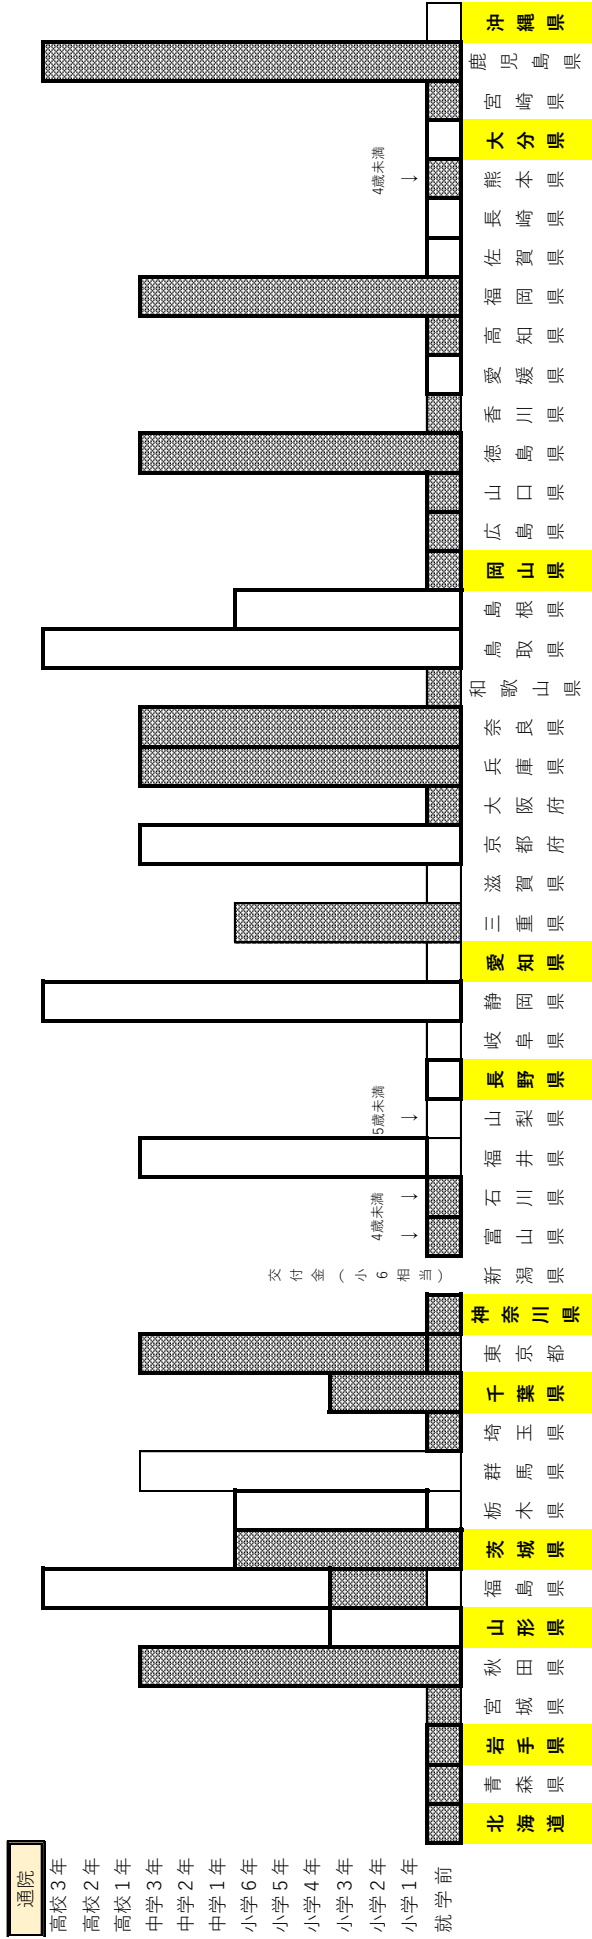 通院
高校3年
高校2年
高校1年
中学3年
中学2年
中学1年
小学6年
小学5年
小学4年
小学3年
小学2年
小学1年
就学前
北海道
青森県
岩手県
宮城県
秋田県
山形県
福島県
茨城県
栃木県
群馬県
埼玉県
千葉県
東京都
神奈川県
新潟県
交付金(小6相当)
富山県
石川県
4歳未満
↓
↓
福井県
山梨県
5歳未満
↓
長野県
岐阜県
静岡県
愛知県
三重県
滋賀県
京都府
大阪府
兵庫県
奈良県
和歌山県
鳥取県
島根県
岡山県
広島県
山口県
徳島県
香川県
愛媛県
高知県
福岡県
佐賀県
長崎県
熊本県
4歳未満
↓
大分県
宮崎県
鹿児島県
沖縄県